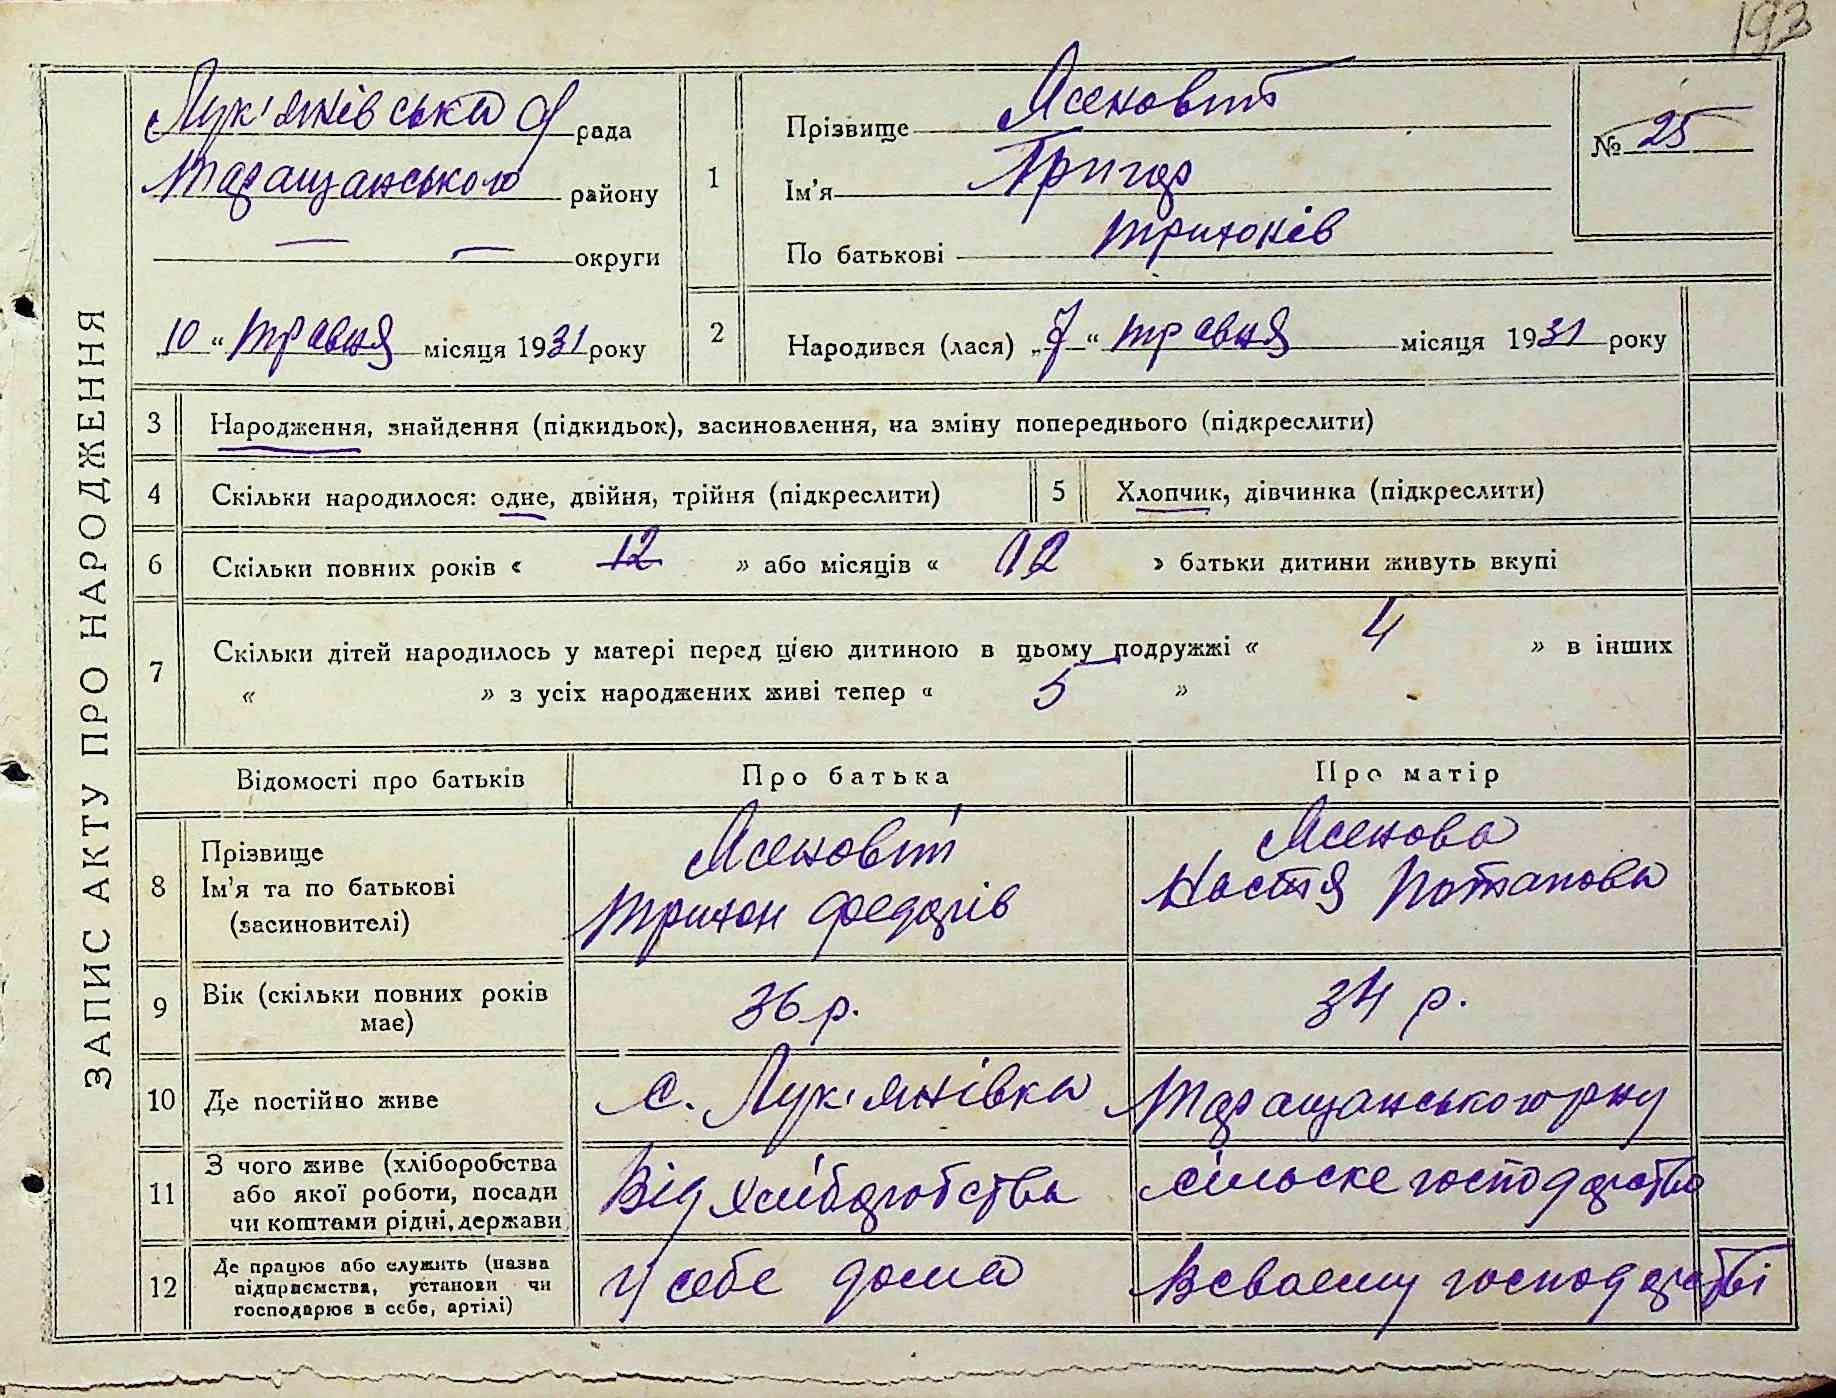 193
ЗАПИС АКТУ ПРО НАРОДЖЕННЯ
Лук'янівська рада
Таращанського району
округи
„10“ травня місяця 1931 року
1
Прізвище Ясеновий
Ім'я Григор
По батькові Трихонів
№ 25
2
Народився (лася) „7“ травня місяця 1931 року
3
Народження, знайдення (підкидьок), засиновлення, на зміну попереднього (підкреслити)
4
Скільки народилося: одне, двійня, трійня (підкреслити)
5
Хлопчик, дівчинка (підкреслити)
6
Скільки повних років « 12 » або місяців « 12 » батьки дитини живуть вкупі
7
Скільки дітей народилось у матері перед цією дитиною в цьому подружжі « 4 » в інших
« » з усіх народжених живі тепер « 5 »
Відомості про батьків
Про батька
Про матір
8
Прізвище
Ім'я та по батькові
(засиновителі)
Ясеновий
Трихон Федорів
Ясенова
Настя Потапова
9
Вік (скільки повних років
має)
36 р.
34 р.
10
Де постійно живе
с. Лук'янівка
Таращанського р-ну
11
З чого живе (хліборобства
або якої роботи, посади
чи коштами рідні, держави
Від хліборобства
сільске господарство
12
Де працює або служить (назва
підприємства, установи чи
господарює в себе, артілі)
У себе дома
В своєму господарстві